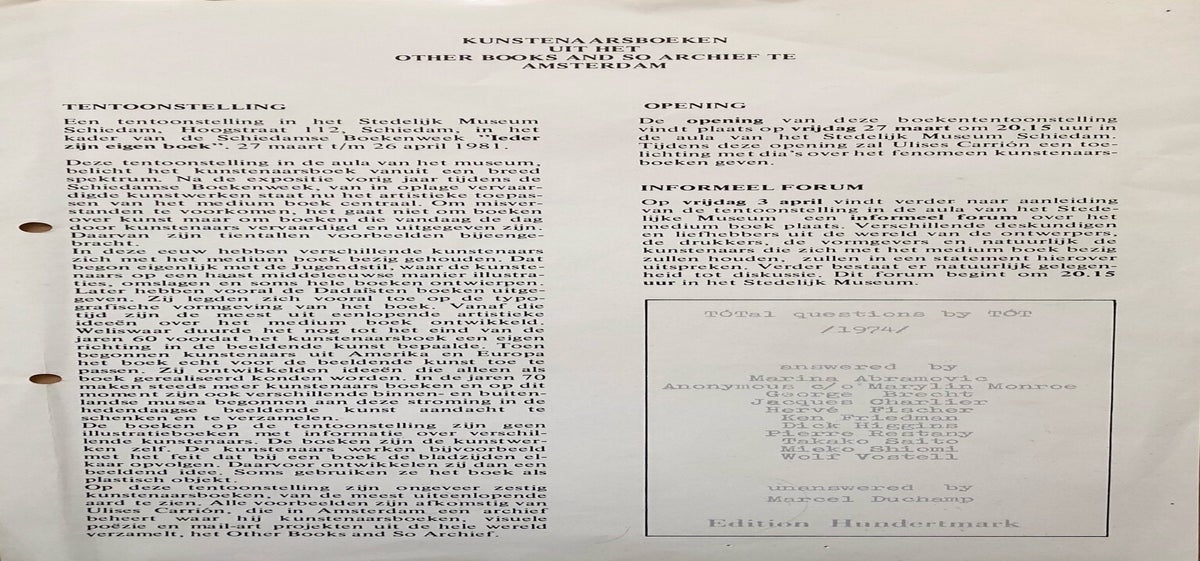 KUNSTENAARSBOEKEN
UIT HET
OTHER BOOKS AND SO ARCHIEF TE
AMSTERDAM
TENTOONSTELLING
Een tentoonstelling in het Stedelijk Museum
Schiedam, Hoogstraat 112, Schiedam, in het
kader van de Schiedamse Boekenweek "Ieder
zijn eigen boek". 27 maart t/m 26 april 1981.
Deze tentoonstelling in de aula van het museum,
belicht het kunstenaarsboek vanuit een breed
spektrum. Na de expositie vorig jaar tijdens de
Schiedamse Boekenweek, van in oplage vervaar-
digde kunstwerken staat nu het artistieke toepas-
sen van het medium boek centraal. Om misver-
standen te voorkomen, het gaat niet om boeken
over kunst maar om boeken die vandaag de dag
door kunstenaars vervaardigd en uitgegeven zijn.
Daarvan zijn tientallen voorbeelden bijeenge-
bracht.
In deze eeuw hebben verschillende kunstenaars
zich met het medium boek bezig gehouden. Dat
begon eigenlijk met de Jugendstil, waar de kunste-
naars op een haast middeleeuwse manier illustra-
ties, omslagen en soms hele boeken ontwierpen.
Later hebben vooral de Dadaïsten boeken uitge-
geven. Zij legden zich vooral toe op de typo-
grafische vormgeving van het boek. Vanaf die
tijd zijn de meest uit eenlopende artistieke
ideeën over het medium boek ontwikkeld.
Weliswaar duurde het nog tot het eind van de
jaren 60 voordat het kunstenaarsboek een eigen
richting in de beeldende kunst bepaalde. Toen
begonnen kunstenaars uit Amerika en Europa
het boek echt voor de beeldende kunst toe te
passen. Zij ontwikkelden ideeën die alleen als
boek gerealiseerd konden worden. In de jaren 70
maken steeds meer kunstenaars boeken en op dit
moment zijn ook verschillende binnen- en buiten-
landse musea begonnen aan deze stroming in de
hedendaagse beeldende kunst aandacht te
schenken en te verzamelen.
De boeken op de tentoonstelling zijn geen
illustratieboeken met informatie over verschil-
lende kunstenaars. De boeken zijn de kunstwer-
ken zelf. De kunstenaars werken bijvoorbeeld
met het feit dat bij een boek de bladzijden el-
kaar opvolgen. Daarvoor ontwikkelen zij dan een
beeldend idee. Soms gebruiken ze het boek als
plastisch objekt.
Op deze tentoonstelling zijn ongeveer zestig
kunstenaarsboeken, van de meest uiteenlopende
aard te zien. Alle voorbeelden zijn afkomstig van
Ulises Carrión, die in Amsterdam een archief
beheert waar hij kunstenaarsboeken, visuele
poëzie en mail-art projekten uit de hele wereld
verzamelt, het Other Books and So Archief.
OPENING
De opening van deze boekententoonstelling
vindt plaats op vrijdag 27 maart om 20.15 uur in
de aula van het Stedelijk Museum Schiedam.
Tijdens deze opening zal Ulises Carrión een toe-
lichting met dia's over het fenomeen kunstenaars-
boeken geven.
INFORMEEL FORUM
Op vrijdag 3 april vindt verder naar aanleiding
van de tentoonstelling in de aula van het Stede-
lijke Museum een informeel forum over het
medium boek plaats. Verschillende deskundigen
en liefhebbers uit de wereld van de ontwerpers,
de drukkers, de vormgevers en natuurlijk de
kunstenaars die zich met het medium boek bezig
zullen houden, zullen in een statement hierover
uitspreken. Verder bestaat er natuurlijk gelegen-
heid tot diskussie. Dit forum begint om 20.15
uur in het Stedelijk Museum.
TÓTal questions by TÓT
/1974/
answered by
Marina Abramovic
Anonymous c/o Marylin Monroe
George Brecht
Jacques Charlier
Hervé Fischer
Ken Friedman
Dick Higgins
Pierre Restany
Takako Saito
Mieko Shiomi
Wolf Vostell
unanswered by
Marcel Duchamp
Edition Hundertmark